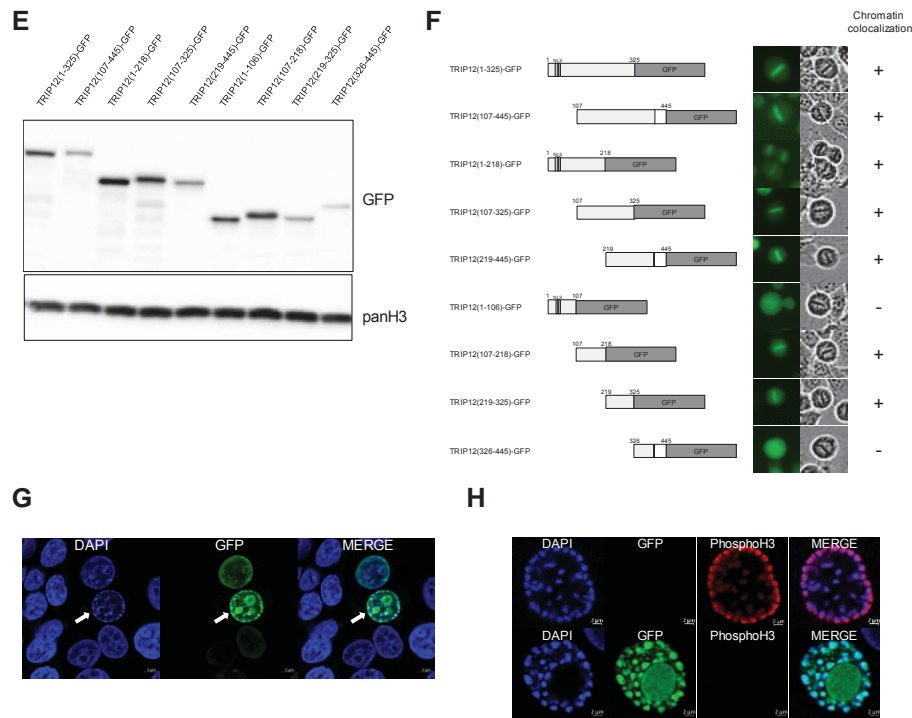 E
TRIP12(1-325)-GFP
TRIP12(107-445)-GFP
TRIP12(1-218)-GFP
TRIP12(107-325)-GFP
TRIP12(219-445)-GFP
TRIP12(1-106)-GFP
TRIP12(107-218)-GFP
TRIP12(219-325)-GFP
TRIP12(326-445)-GFP
GFP
panH3
F
Chromatin
colocalization
TRIP12(1-325)-GFP 1 NLS 325 GFP +
TRIP12(107-445)-GFP 107 445 GFP +
TRIP12(1-218)-GFP 1 NLS 218 GFP +
TRIP12(107-325)-GFP 107 325 GFP +
TRIP12(219-445)-GFP 219 445 GFP +
TRIP12(1-106)-GFP 1 NLS 107 GFP -
TRIP12(107-218)-GFP 107 218 GFP +
TRIP12(219-325)-GFP 219 325 GFP +
TRIP12(326-445)-GFP 326 445 GFP -
G
DAPI GFP MERGE
H
DAPI GFP PhosphoH3 MERGE
2 µm 2 µm 2 µm 2 µm
DAPI GFP PhosphoH3 MERGE
2 µm 2 µm 2 µm 2 µm